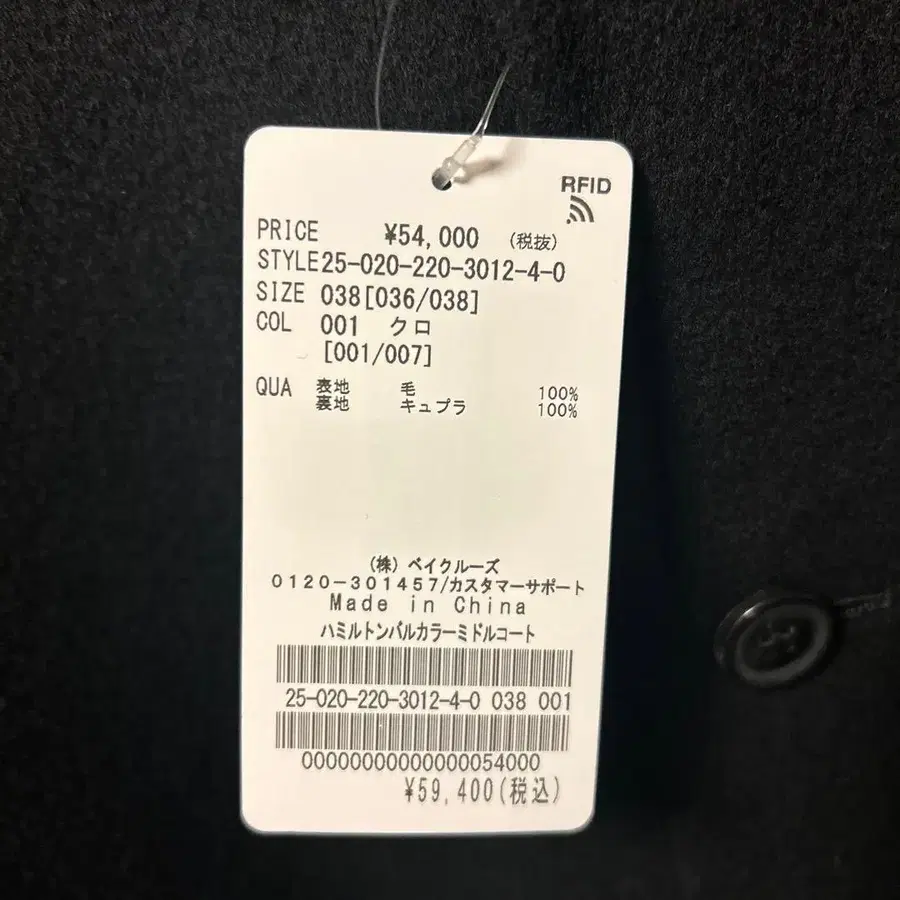 RFID
PRICE ¥54,000 (税抜)
STYLE25-020-220-3012-4-0
SIZE 038[036/038]
COL 001 クロ
[001/007]
QUA 表地 毛 100%
裏地 キュプラ 100%
(株) ベイクルーズ
0120-301457/カスタマーサポート
Made in China
ハミルトンバルカラーミドルコート
25-020-220-3012-4-0 038 001
00000000000000054000
¥59,400(税込)